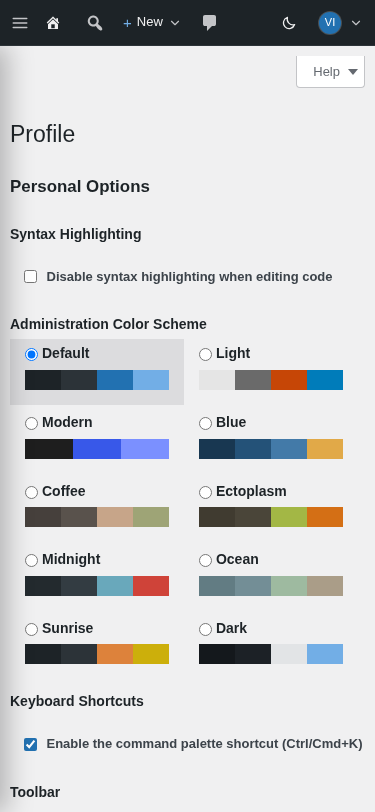 + New
VI
Help
Profile
Personal Options
Syntax Highlighting
Disable syntax highlighting when editing code
Administration Color Scheme
Default
Light
Modern
Blue
Coffee
Ectoplasm
Midnight
Ocean
Sunrise
Dark
Keyboard Shortcuts
Enable the command palette shortcut (Ctrl/Cmd+K)
Toolbar